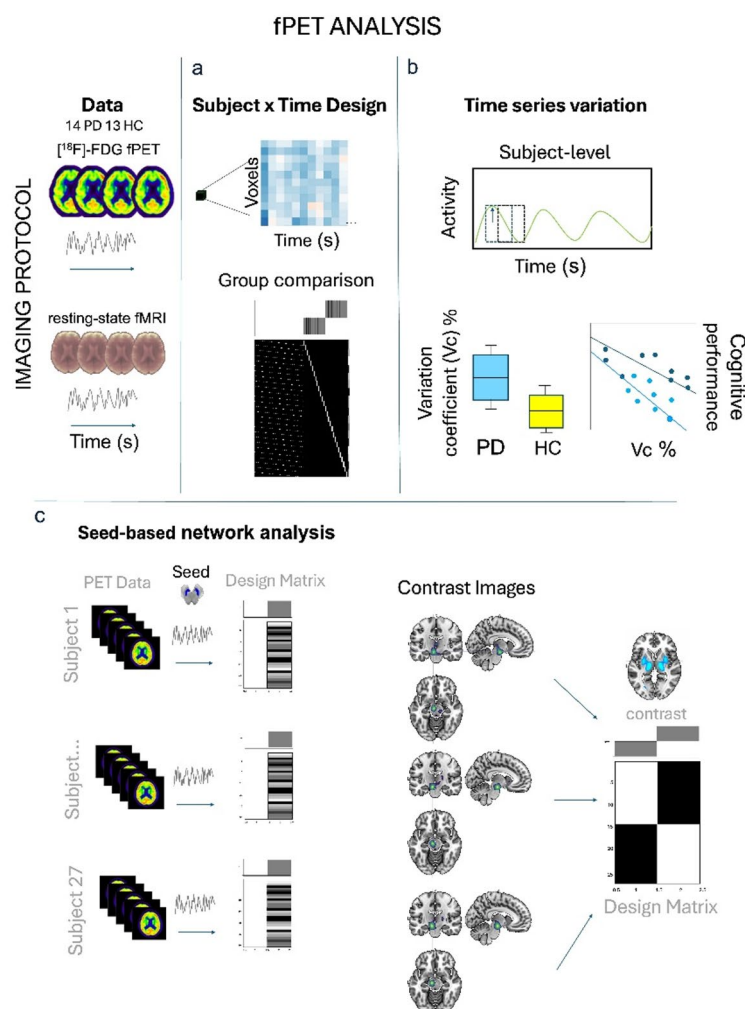 fPET ANALYSIS
IMAGING PROTOCOL
Data
14 PD 13 HC
[¹⁸F]-FDG fPET
resting-state fMRI
Time (s)
a
Subject x Time Design
Voxels
...
Time (s)
Group comparison
b
Time series variation
Subject-level
Activity
Time (s)
Variation
coefficient (Vc) %
PD
HC
Cognitive
performance
Vc %
c
Seed-based network analysis
PET Data
Seed
Design Matrix
Subject 1
Subject...
Subject 27
Contrast Images
contrast
Design Matrix